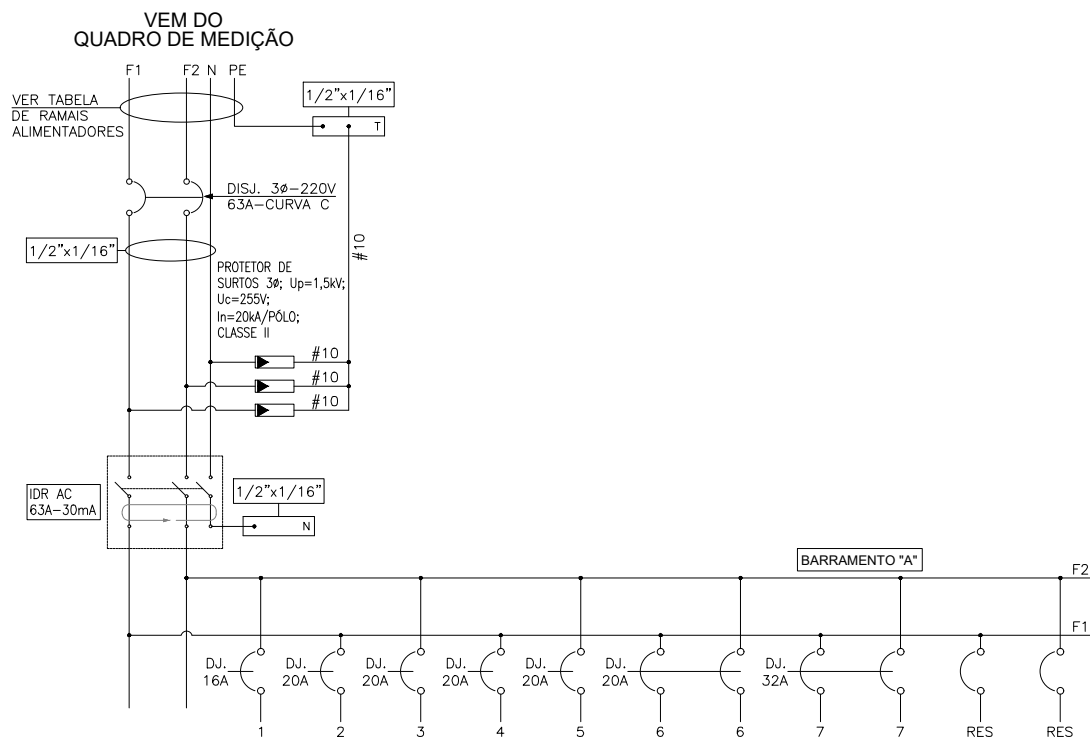 VEM DO
QUADRO DE MEDIÇÃO
F1
F2 N PE
VER TABELA
DE RAMAIS
ALIMENTADORES
1/2"x1/16"
T
DISJ. 3ø-220V
63A-CURVA C
1/2"x1/16"
#10
PROTETOR DE
SURTOS 3ø; Up=1,5kV;
Uc=255V;
In=20kA/PÓLO;
CLASSE II
#10
#10
#10
IDR AC
63A-30mA
1/2"x1/16"
N
BARRAMENTO "A"
F2
F1
DJ.
16A
DJ.
20A
DJ.
20A
DJ.
20A
DJ.
20A
DJ.
20A
DJ.
32A
1 2 3 4 5 6 6 7 7 RES RES